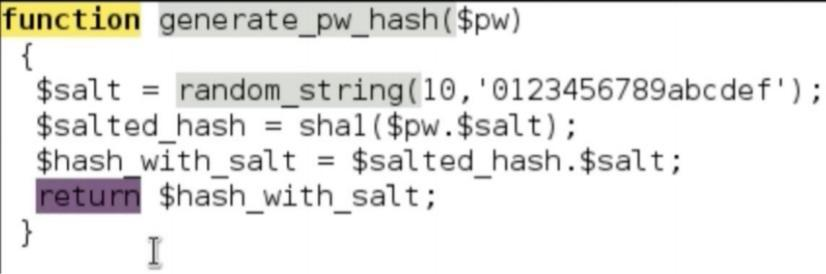 function generate_pw_hash($pw)
{
$salt = random_string(10,'0123456789abcdef');
$salted_hash = sha1($pw.$salt);
$hash_with_salt = $salted_hash.$salt;
return $hash_with_salt;
}